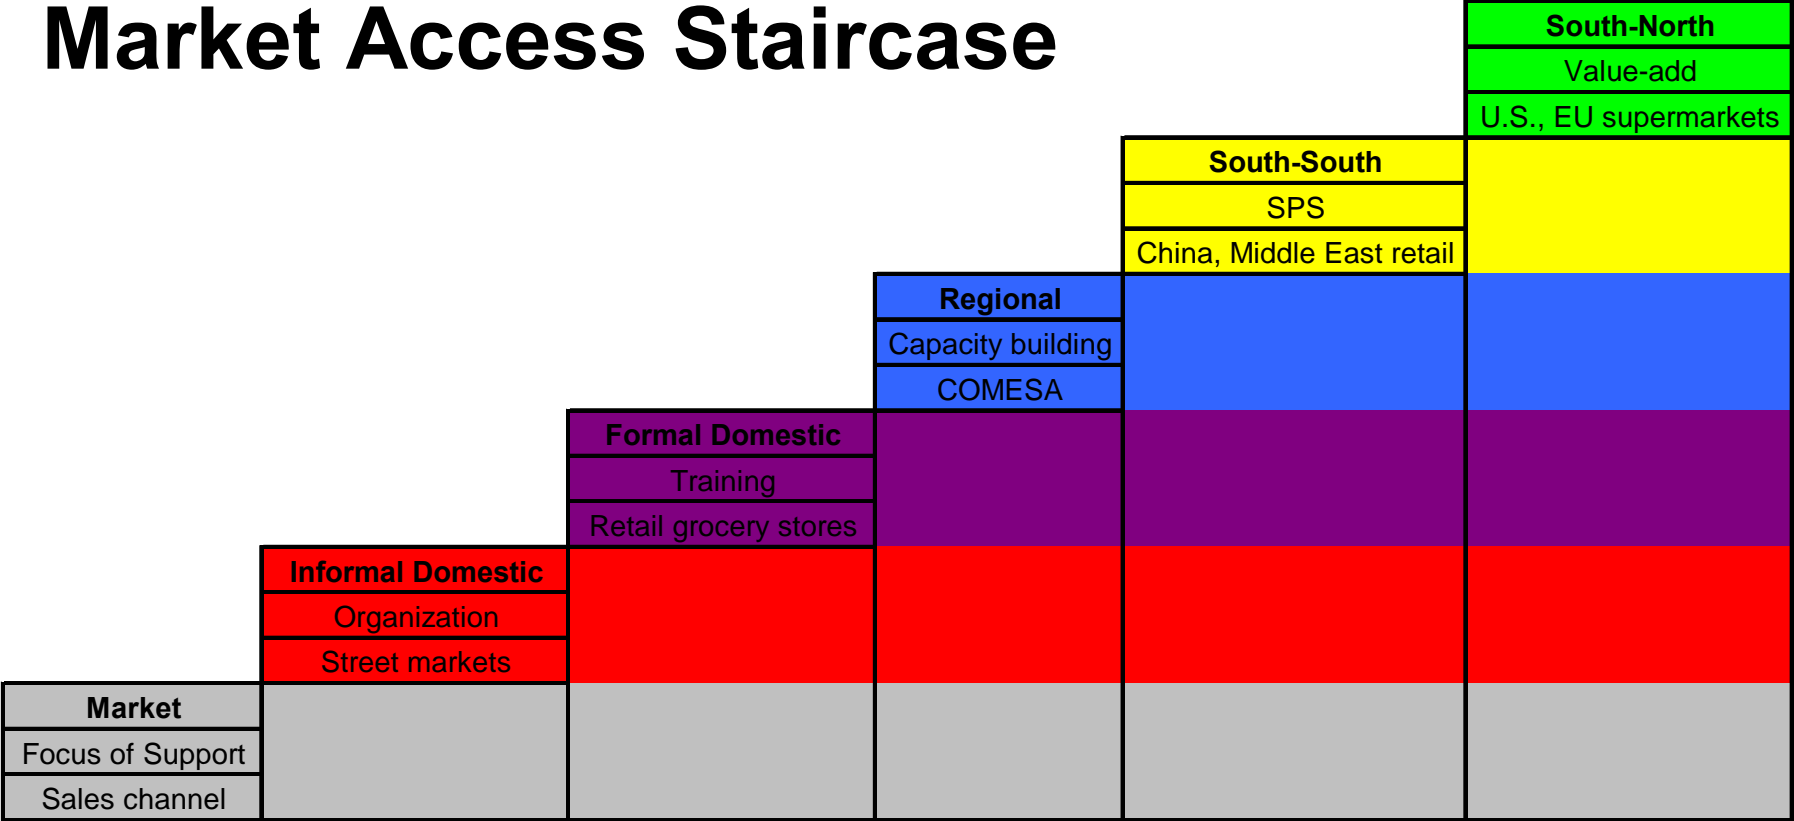 Market Access Staircase
South-North
Value-add
U.S., EU supermarkets
South-South
SPS
China, Middle East retail
Regional
Capacity building
COMESA
Formal Domestic
Training
Retail grocery stores
Informal Domestic
Organization
Street markets
Market
Focus of Support
Sales channel